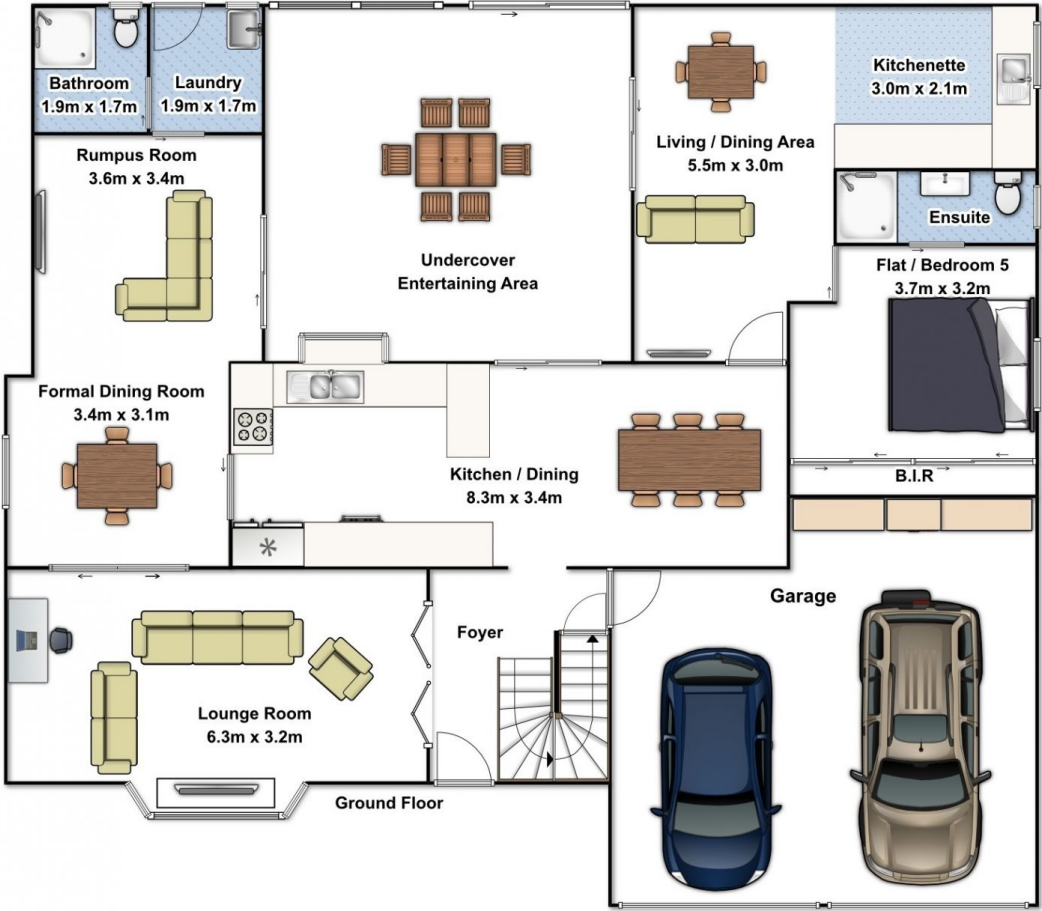 Bathroom
1.9m x 1.7m
Laundry
1.9m x 1.7m
Kitchenette
3.0m x 2.1m
Living / Dining Area
5.5m x 3.0m
Rumpus Room
3.6m x 3.4m
Ensuite
Undercover
Entertaining Area
Flat / Bedroom 5
3.7m x 3.2m
Formal Dining Room
3.4m x 3.1m
Kitchen / Dining
8.3m x 3.4m
B.I.R
Garage
Foyer
Lounge Room
6.3m x 3.2m
Ground Floor